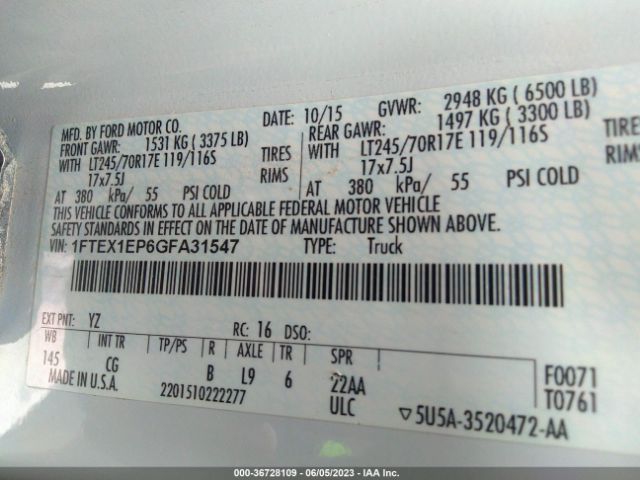 MFD. BY FORD MOTOR CO.
DATE: 10/15 GVWR: 2948 KG ( 6500 LB)
FRONT GAWR: 1531 KG ( 3375 LB)
REAR GAWR: 1497 KG ( 3300 LB)
WITH LT245/70R17E 119/116S TIRES
WITH LT245/70R17E 119/116S TIRES
17x7.5J RIMS
17x7.5J RIMS
AT 380 kPa/ 55 PSI COLD
AT 380 kPa/ 55 PSI COLD
THIS VEHICLE CONFORMS TO ALL APPLICABLE FEDERAL MOTOR VEHICLE
SAFETY STANDARDS IN EFFECT ON THE DATE OF MANUFACTURE SHOWN ABOVE.
VIN: 1FTEX1EP6GFA31547 TYPE: Truck
EXT PNT: YZ RC: 16 DSO:
WB INT TR TP/PS R AXLE TR SPR
145 CG B L9 6 22AA F0071
MADE IN U.S.A. 2201510222277 ULC T0761
▽5U5A-3520472-AA
000-36728109 - 06/05/2023 - IAA Inc.